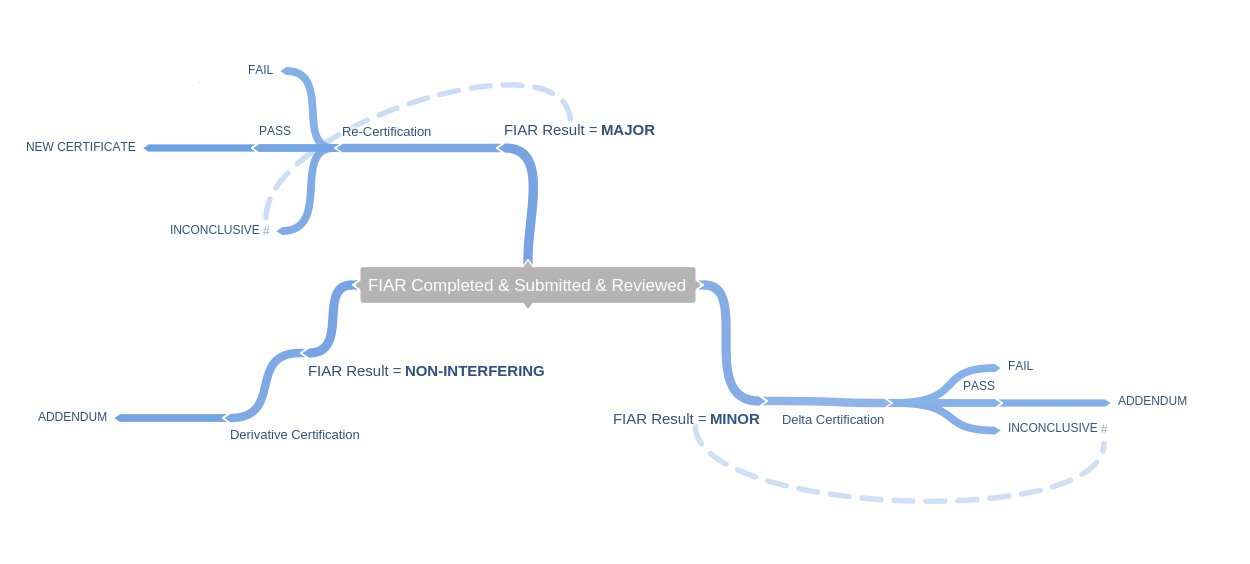 FAIL
PASS
Re-Certification
FIAR Result = MAJOR
NEW CERTIFICATE
INCONCLUSIVE #
FIAR Completed & Submitted & Reviewed
FIAR Result = NON-INTERFERING
ADDENDUM
Derivative Certification
FIAR Result = MINOR
Delta Certification
FAIL
PASS
ADDENDUM
INCONCLUSIVE #